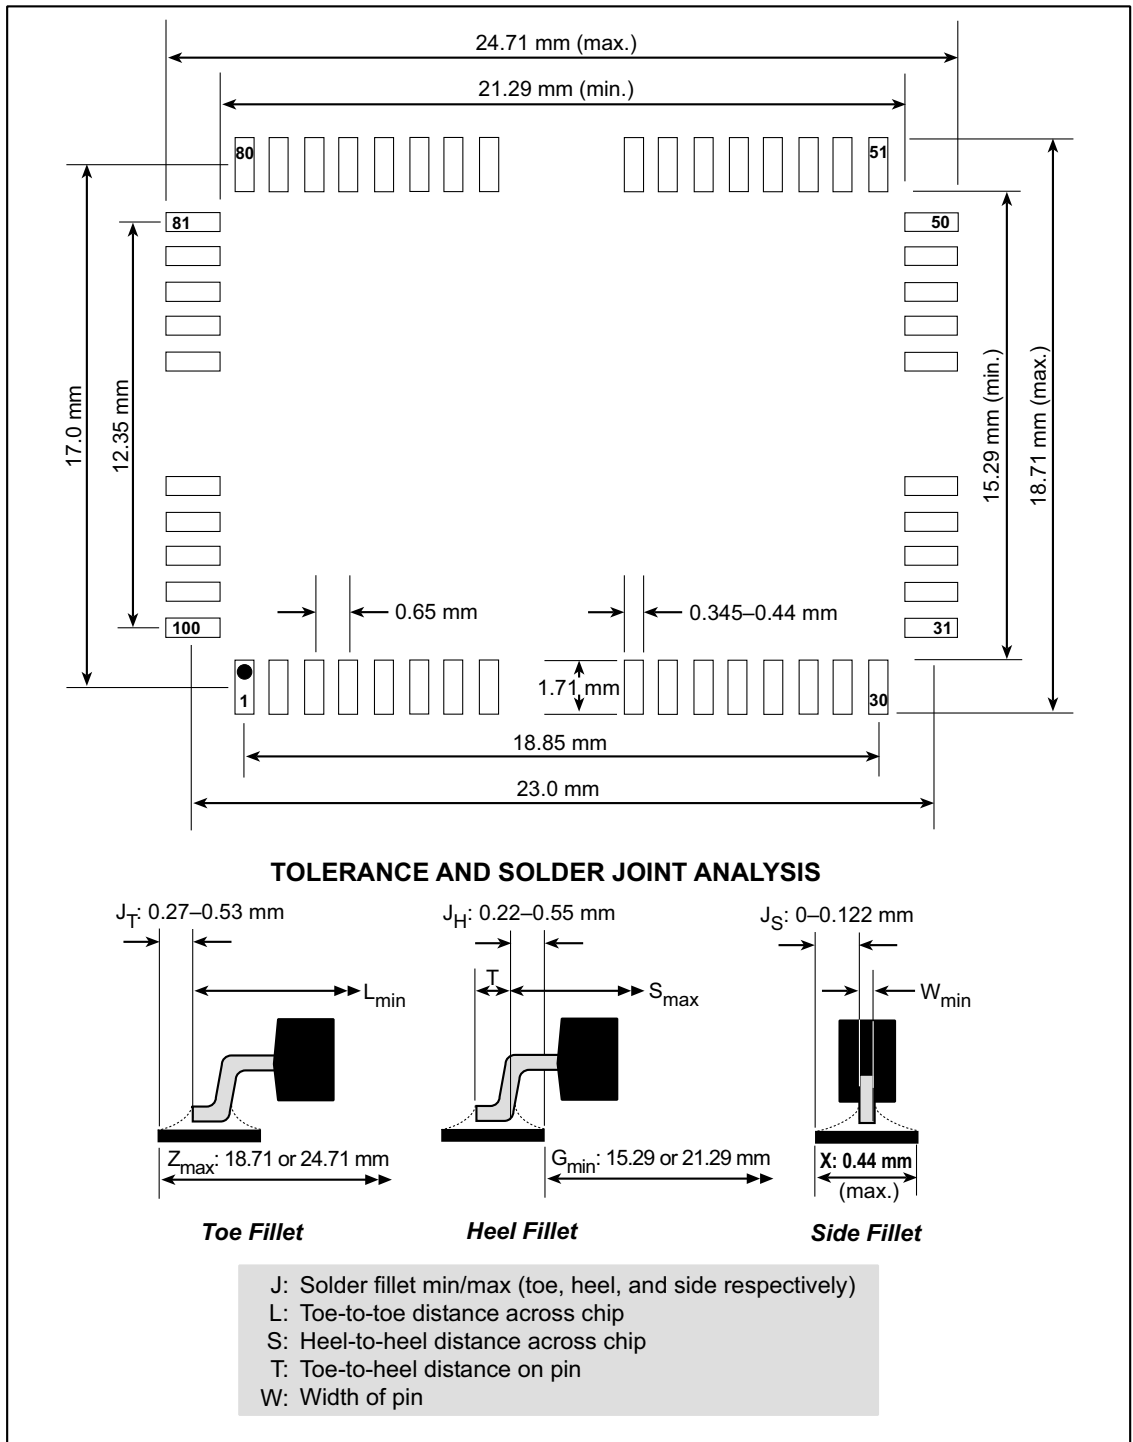 24.71 mm (max.)
21.29 mm (min.)
80
51
81
50
17.0 mm
12.35 mm
15.29 mm (min.)
18.71 mm (max.)
0.65 mm
0.345–0.44 mm
100
31
1.71 mm
1
30
18.85 mm
23.0 mm
TOLERANCE AND SOLDER JOINT ANALYSIS
JT: 0.27–0.53 mm
JH: 0.22–0.55 mm
JS: 0–0.122 mm
T
Lmin
Smax
Wmin
Zmax: 18.71 or 24.71 mm
Gmin: 15.29 or 21.29 mm
X: 0.44 mm
(max.)
Toe Fillet
Heel Fillet
Side Fillet
J: Solder fillet min/max (toe, heel, and side respectively)
L: Toe-to-toe distance across chip
S: Heel-to-heel distance across chip
T: Toe-to-heel distance on pin
W: Width of pin